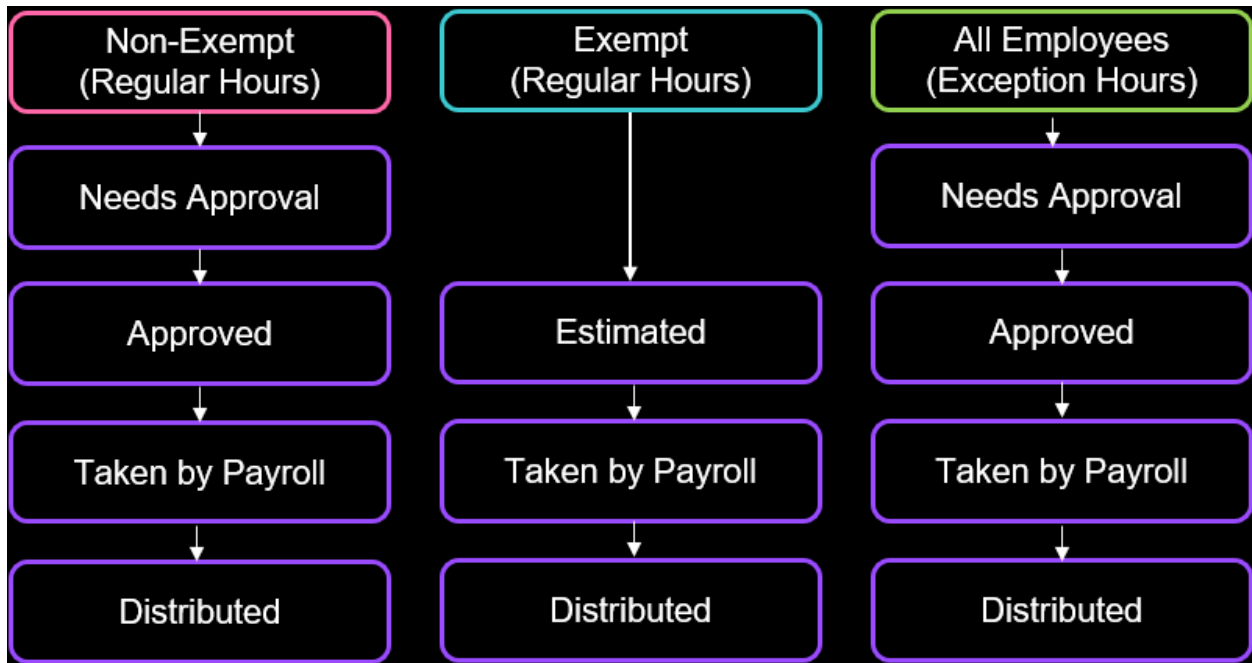 Non-Exempt
(Regular Hours)
Needs Approval
Approved
Taken by Payroll
Distributed
Exempt
(Regular Hours)
Estimated
Taken by Payroll
Distributed
All Employees
(Exception Hours)
Needs Approval
Approved
Taken by Payroll
Distributed